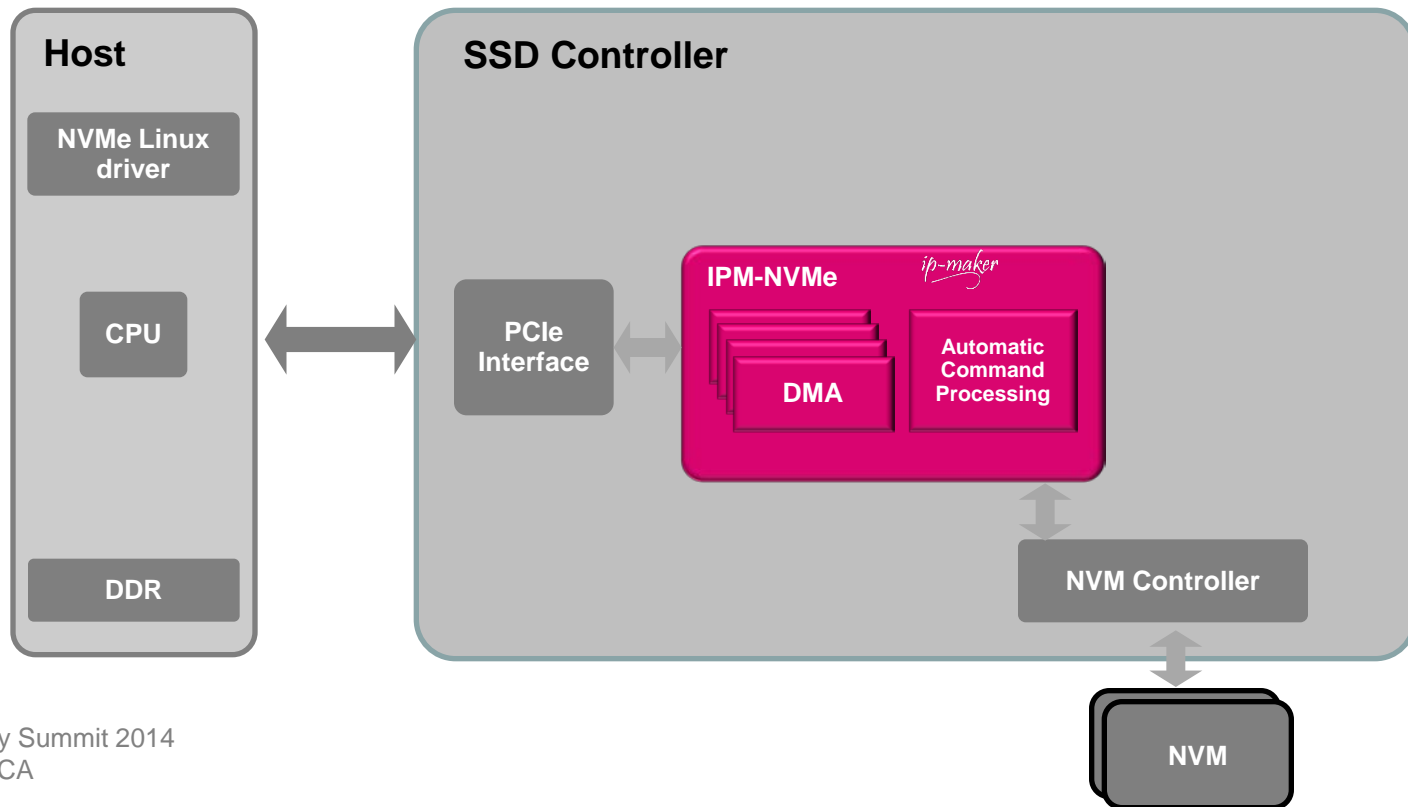 Host
NVMe Linux
driver
CPU
DDR
SSD Controller
PCIe
Interface
IPM-NVMe
ip-maker
DMA
Automatic
Command
Processing
NVM Controller
NVM
y Summit 2014
CA